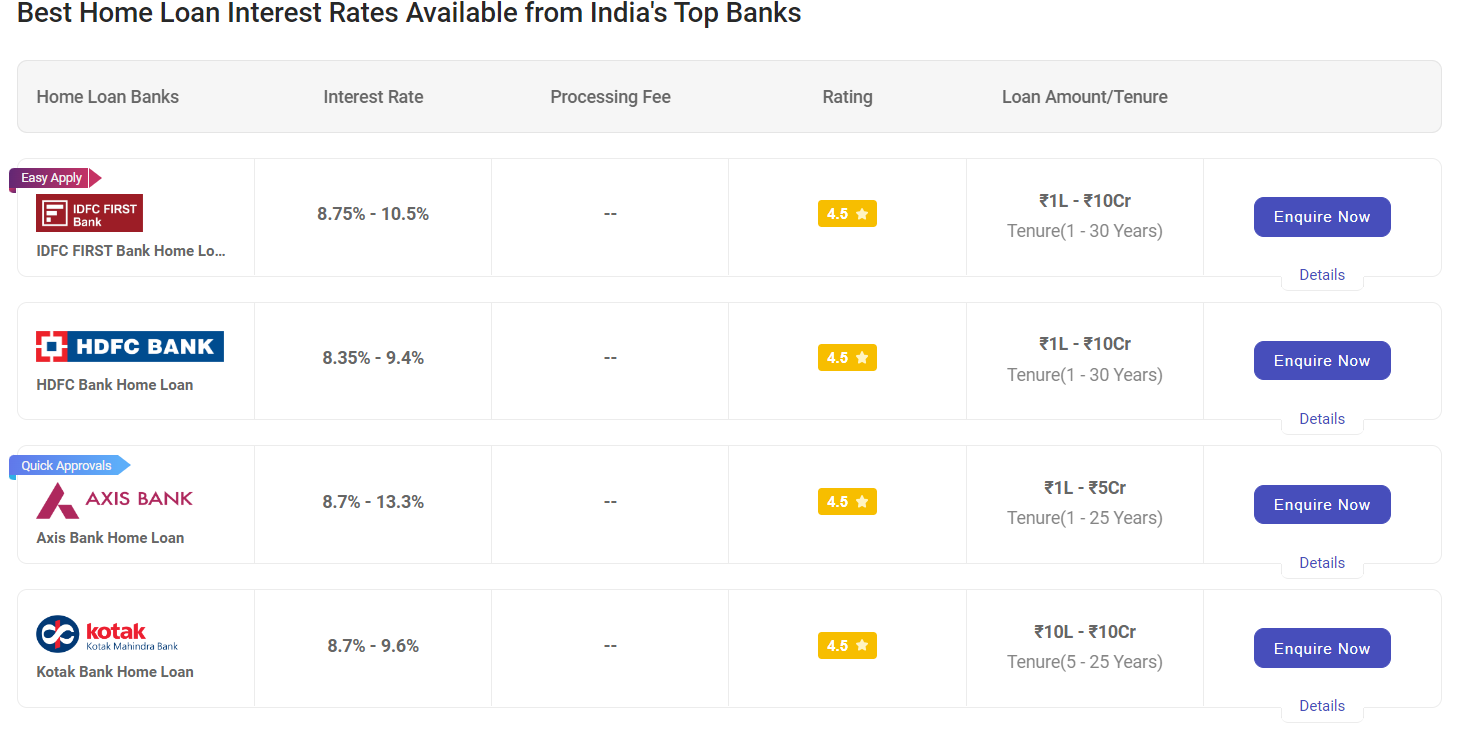 Best Home Loan Interest Rates Available from India's Top Banks
Home Loan Banks Interest Rate Processing Fee Rating Loan Amount/Tenure
Easy Apply
IDFC FIRST
Bank
IDFC FIRST Bank Home Lo...
8.75% - 10.5%
--
4.5
₹1L - ₹10Cr
Tenure(1 - 30 Years)
Enquire Now
Details
HDFC BANK
HDFC Bank Home Loan
8.35% - 9.4%
--
4.5
₹1L - ₹10Cr
Tenure(1 - 30 Years)
Enquire Now
Details
Quick Approvals
AXIS BANK
Axis Bank Home Loan
8.7% - 13.3%
--
4.5
₹1L - ₹5Cr
Tenure(1 - 25 Years)
Enquire Now
Details
kotak
Kotak Mahindra Bank
Kotak Bank Home Loan
8.7% - 9.6%
--
4.5
₹10L - ₹10Cr
Tenure(5 - 25 Years)
Enquire Now
Details